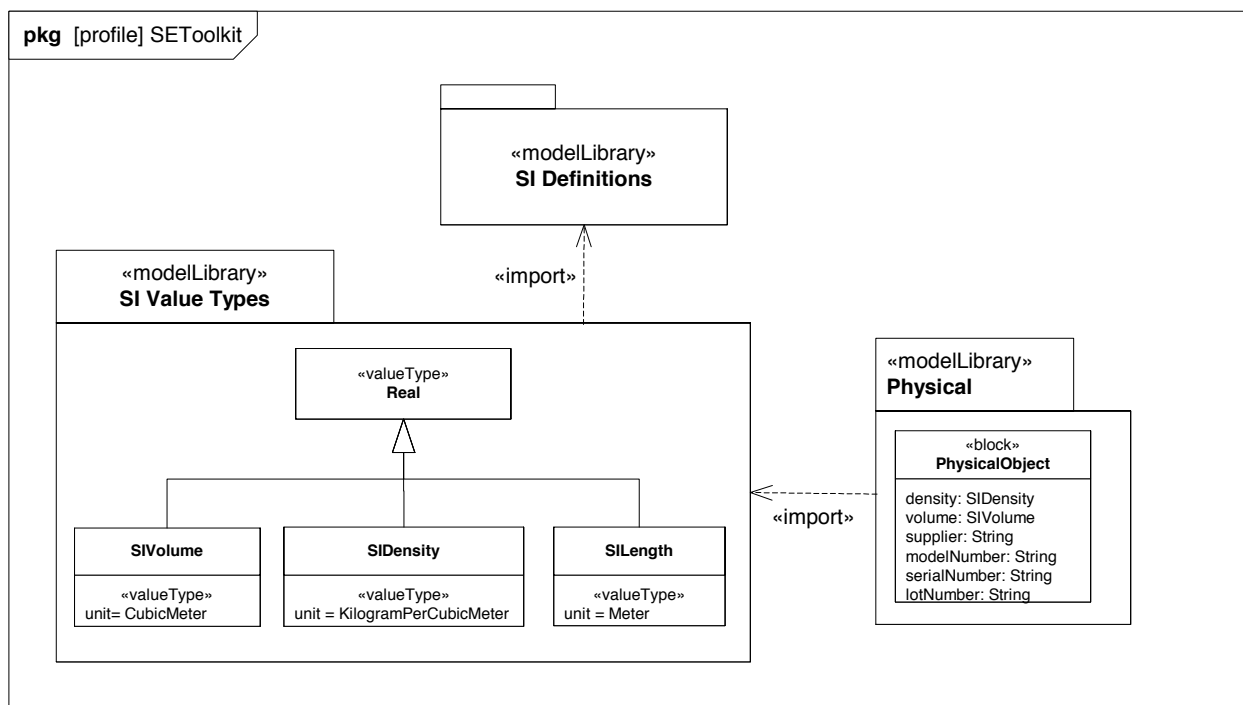 pkg [profile] SEToolkit
«modelLibrary»
SI Definitions
«import»
«modelLibrary»
SI Value Types
«valueType»
Real
SIVolume
«valueType»
unit= CubicMeter
SIDensity
«valueType»
unit = KilogramPerCubicMeter
SILength
«valueType»
unit = Meter
«import»
«modelLibrary»
Physical
«block»
PhysicalObject
density: SIDensity
volume: SIVolume
supplier: String
modelNumber: String
serialNumber: String
lotNumber: String